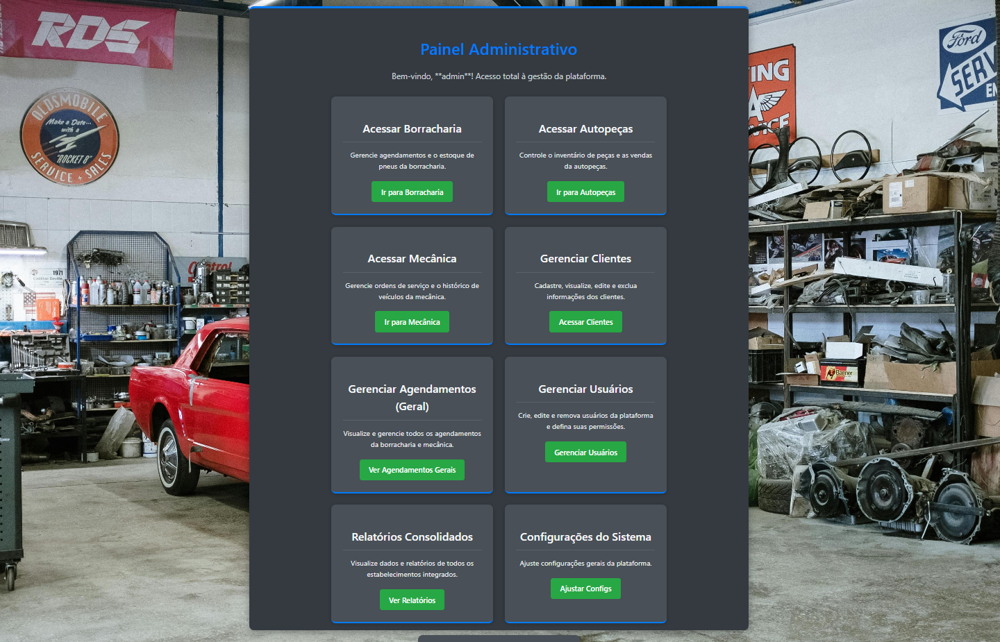 RDS
OLDSMOBILE
Make a Date...
with a
"ROCKET 8"
SERVICE + SALES
1971
Cadillac Deville
Castrol
Painel Administrativo
Bem-vindo, **admin**! Acesso total à gestão da plataforma.
Acessar Borracharia
Gerencie agendamentos e o estoque de
pneus da borracharia.
Ir para Borracharia
Acessar Autopeças
Controle o inventário de peças e as vendas
da autopeças.
Ir para Autopeças
Acessar Mecânica
Gerencie ordens de serviço e o histórico de
veículos da mecânica.
Ir para Mecânica
Gerenciar Clientes
Cadastre, visualize, edite e exclua
informações dos clientes.
Acessar Clientes
Gerenciar Agendamentos
(Geral)
Visualize e gerencie todos os agendamentos
da borracharia e mecânica.
Ver Agendamentos Gerais
Gerenciar Usuários
Crie, edite e remova usuários da plataforma
e defina suas permissões.
Gerenciar Usuários
Relatórios Consolidados
Visualize dados e relatórios de todos os
estabelecimentos integrados.
Ver Relatórios
Configurações do Sistema
Ajuste configurações gerais da plataforma.
Ajustar Configs
ING
A
VICE
Ford
SERV
EN
Banner